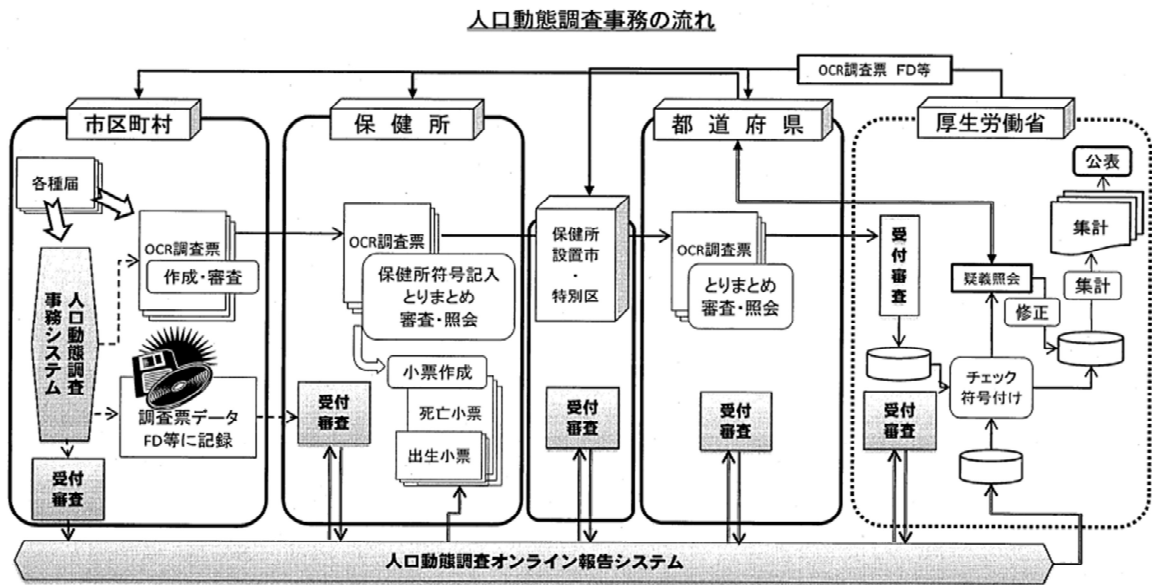 人口動態調査事務の流れ
OCR調査票 FD等
市区町村
保健所
都道府県
厚生労働省
各種届
OCR調査票
作成・審査
人口動態調査
事務システム
調査票データ
FD等に記録
受付
審査
OCR調査票
保健所符号記入
とりまとめ
審査・照会
小票作成
死亡小票
出生小票
受付
審査
保健所
設置市
・
特別区
受付
審査
OCR調査票
とりまとめ
審査・照会
受付
審査
受付審査
公表
集計
集計
疑義照会
修正
チェック
符号付け
受付
審査
人口動態調査オンライン報告システム